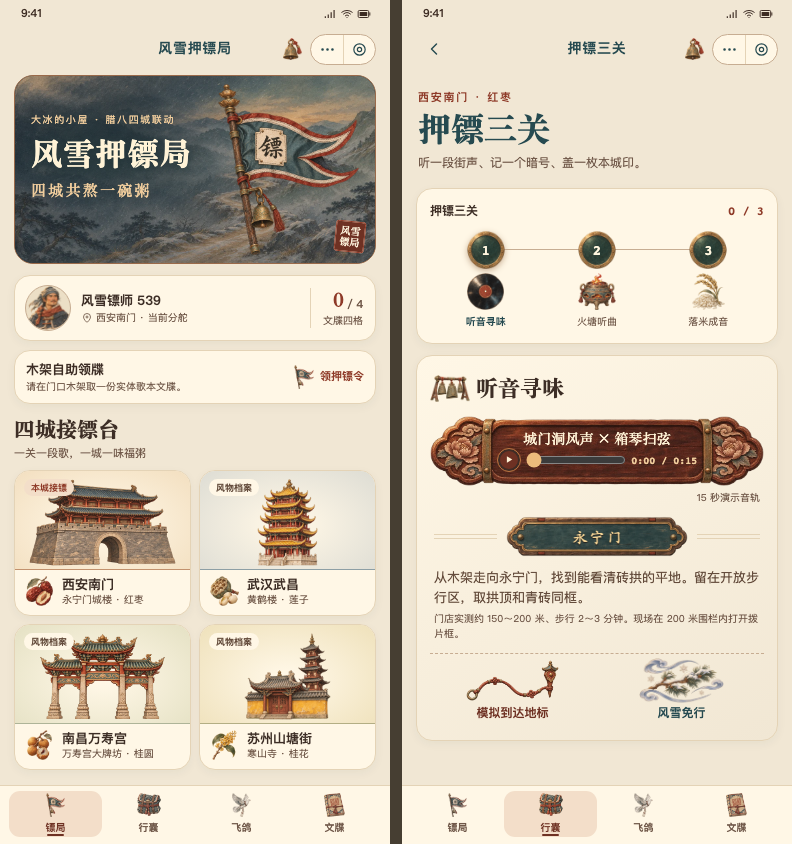 9:41
风雪押镖局
大冰的小屋 · 腊八四城联动
风雪押镖局
四城共熬一碗粥
镖
风雪
镖局
风雪镖师 539
西安南门 · 当前分舵
0 / 4
文牒四格
木架自助领牒
请在门口木架取一份实体歌本文牒。
领押镖令
四城接镖台
一关一段歌，一城一味福粥
本城接镖
西安南门
永宁门城楼 · 红枣
风物档案
武汉武昌
黄鹤楼 · 莲子
风物档案
南昌万寿宫
万寿宫大牌坊 · 桂圆
风物档案
苏州山塘街
寒山寺 · 桂花
镖局
行囊
飞鸽
文牒
9:41
押镖三关
西安南门 · 红枣
押镖三关
听一段街声、记一个暗号、盖一枚本城印。
押镖三关
0 / 3
1
2
3
听音寻味
火塘听曲
落米成音
听音寻味
城门洞风声 × 箱琴扫弦
0:00 / 0:15
15 秒演示音轨
永宁门
从木架走向永宁门，找到能看清砖拱的平地。留在开放步
行区，取拱顶和青砖同框。
门店实测约 150～200 米、步行 2～3 分钟。现场在 200 米围栏内打开拨
片框。
模拟到达地标
风雪免行
镖局
行囊
飞鸽
文牒